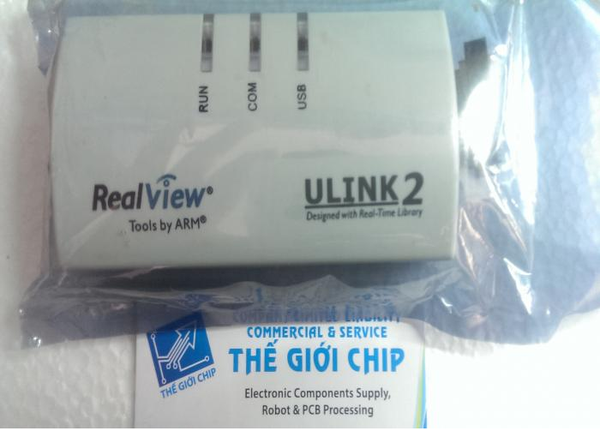 RUN
COM
USB
RealView®
Tools by ARM®
ULINK2
Designed with Real-Time Library
COMMERCIAL & SERVICE
THẾ GIỚI CHIP
THẾ GIỚI CHIP
Electronic Components Supply,
Robot & PCB Processing